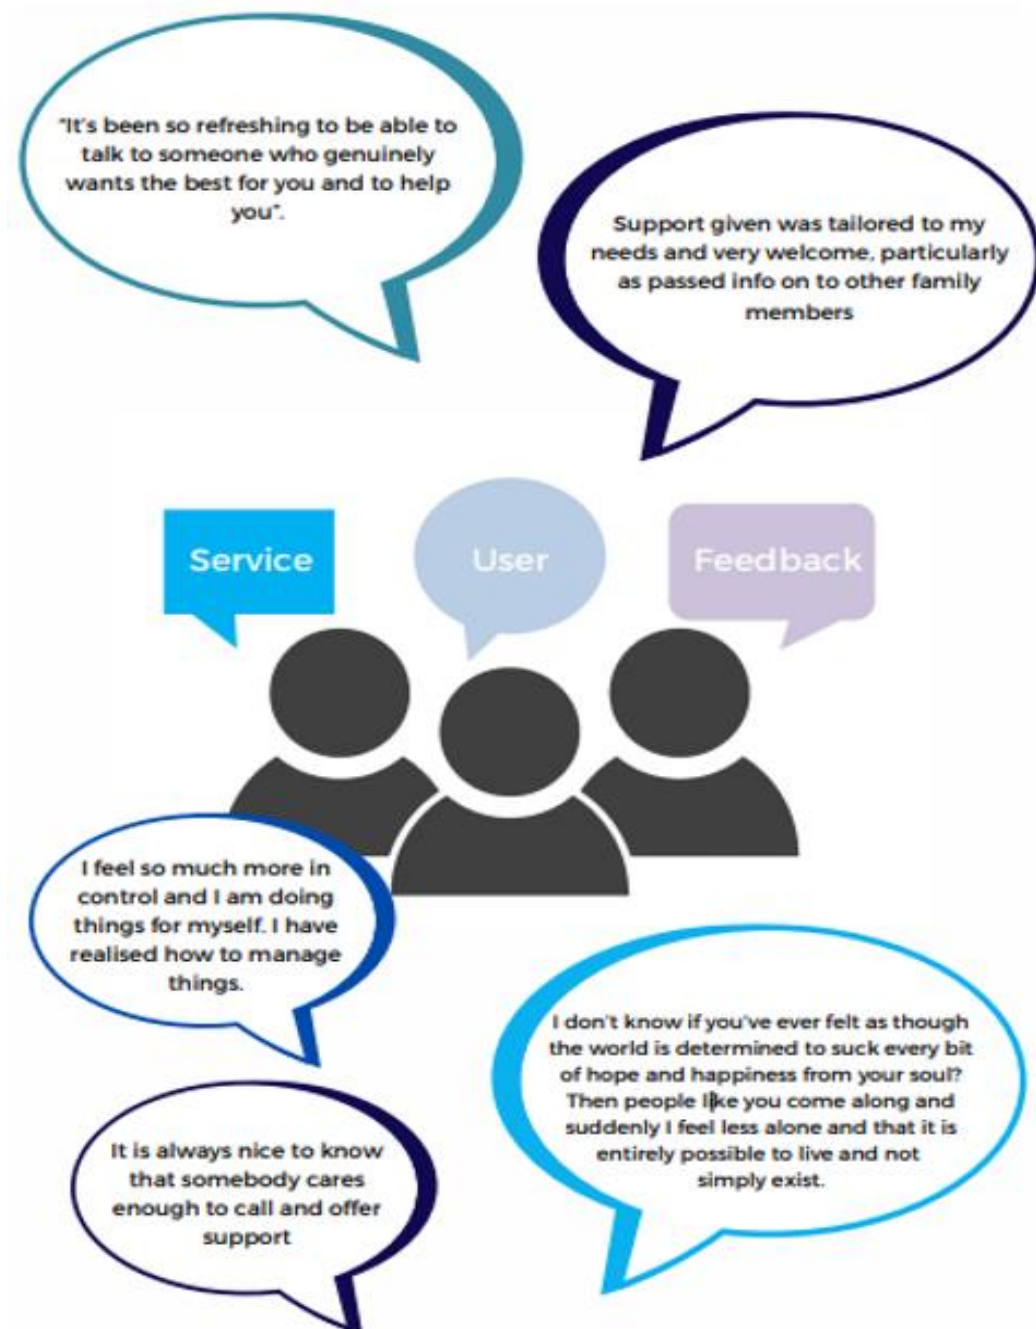 "It's been so refreshing to be able to
talk to someone who genuinely
wants the best for you and to help
you".
Support given was tailored to my
needs and very welcome, particularly
as passed info on to other family
members
Service
User
Feedback
I feel so much more in
control and I am doing
things for myself. I have
realised how to manage
things.
I don't know if you've ever felt as though
the world is determined to suck every bit
of hope and happiness from your soul?
Then people like you come along and
suddenly I feel less alone and that it is
entirely possible to live and not
simply exist.
It is always nice to know
that somebody cares
enough to call and offer
support